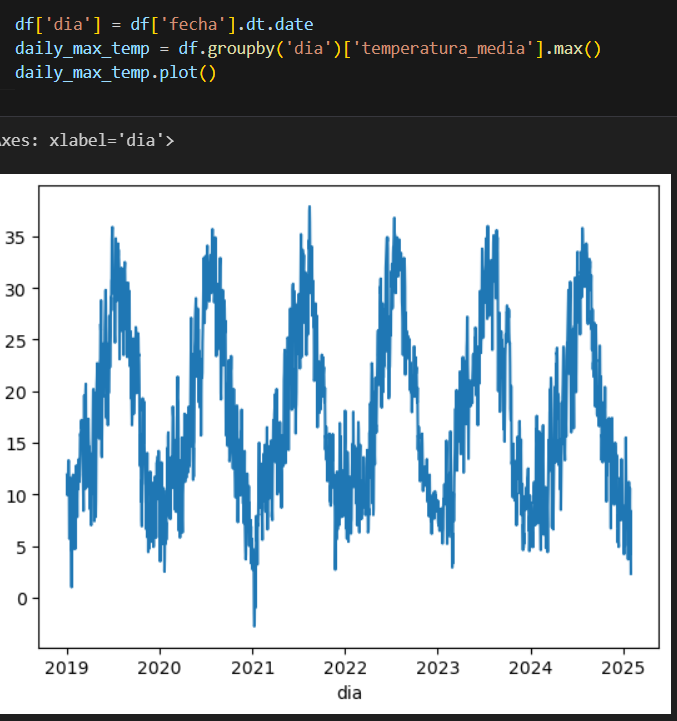 df['dia'] = df['fecha'].dt.date
daily_max_temp = df.groupby('dia')['temperatura_media'].max()
daily_max_temp.plot()
xes: xlabel='dia'>
35
30
25
20
15
10
5
0
2019 2020 2021 2022 2023 2024 2025
dia